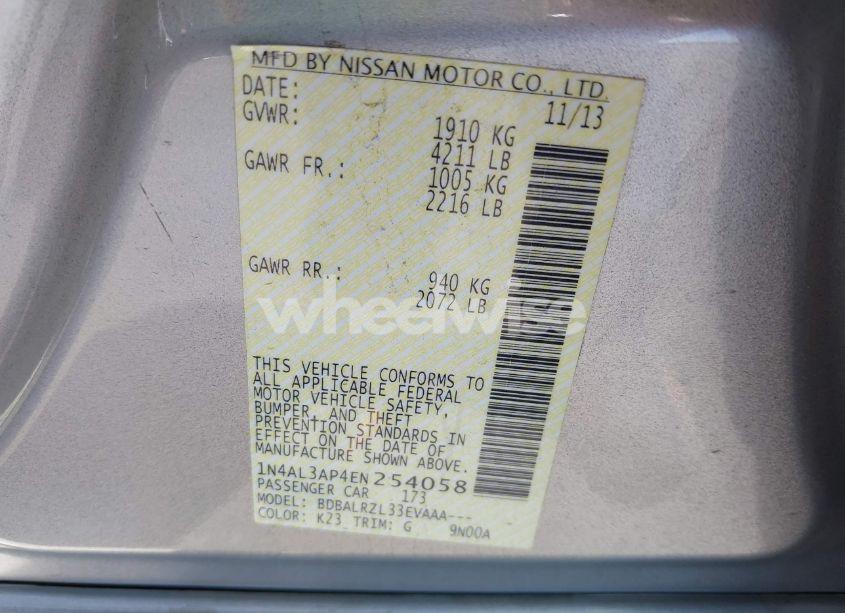 MFD BY NISSAN MOTOR CO., LTD.
DATE: 11/13
GVWR: 1910 KG
4211 LB
GAWR FR.: 1005 KG
2216 LB
GAWR RR.: 940 KG
2072 LB
wheelwise
THIS VEHICLE CONFORMS TO
ALL APPLICABLE FEDERAL
MOTOR VEHICLE SAFETY,
BUMPER, AND THEFT
PREVENTION STANDARDS IN
EFFECT ON THE DATE OF
MANUFACTURE SHOWN ABOVE.
1N4AL3AP4EN254058
PASSENGER CAR 173
MODEL: BDBALRZL33EVAAA---
COLOR: K23 TRIM: G 9N00A